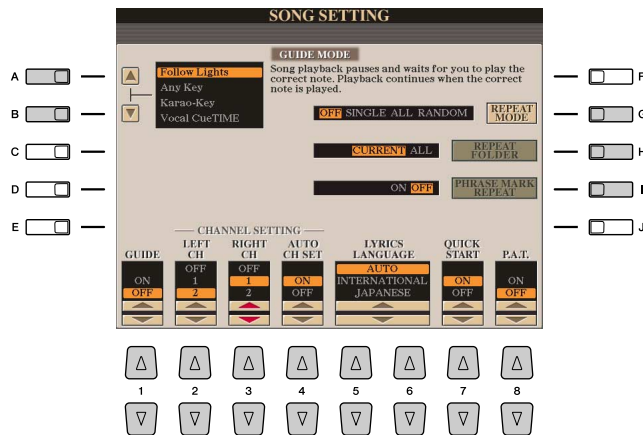 SONG SETTING
GUIDE MODE
Follow Lights
Any Key
Karao-Key
Vocal CueTIME
Song playback pauses and waits for you to play the
correct note. Playback continues when the correct
note is played.
OFF SINGLE ALL RANDOM
REPEAT
MODE
CURRENT ALL
REPEAT
FOLDER
ON OFF
PHRASE MARK
REPEAT
A
B
C
D
E
F
G
H
I
J
CHANNEL SETTING
GUIDE
ON
OFF
LEFT
CH
OFF
1
2
RIGHT
CH
OFF
1
2
AUTO
CH SET
ON
OFF
LYRICS
LANGUAGE
AUTO
INTERNATIONAL
JAPANESE
QUICK
START
ON
OFF
P.A.T.
ON
OFF
1 2 3 4 5 6 7 8